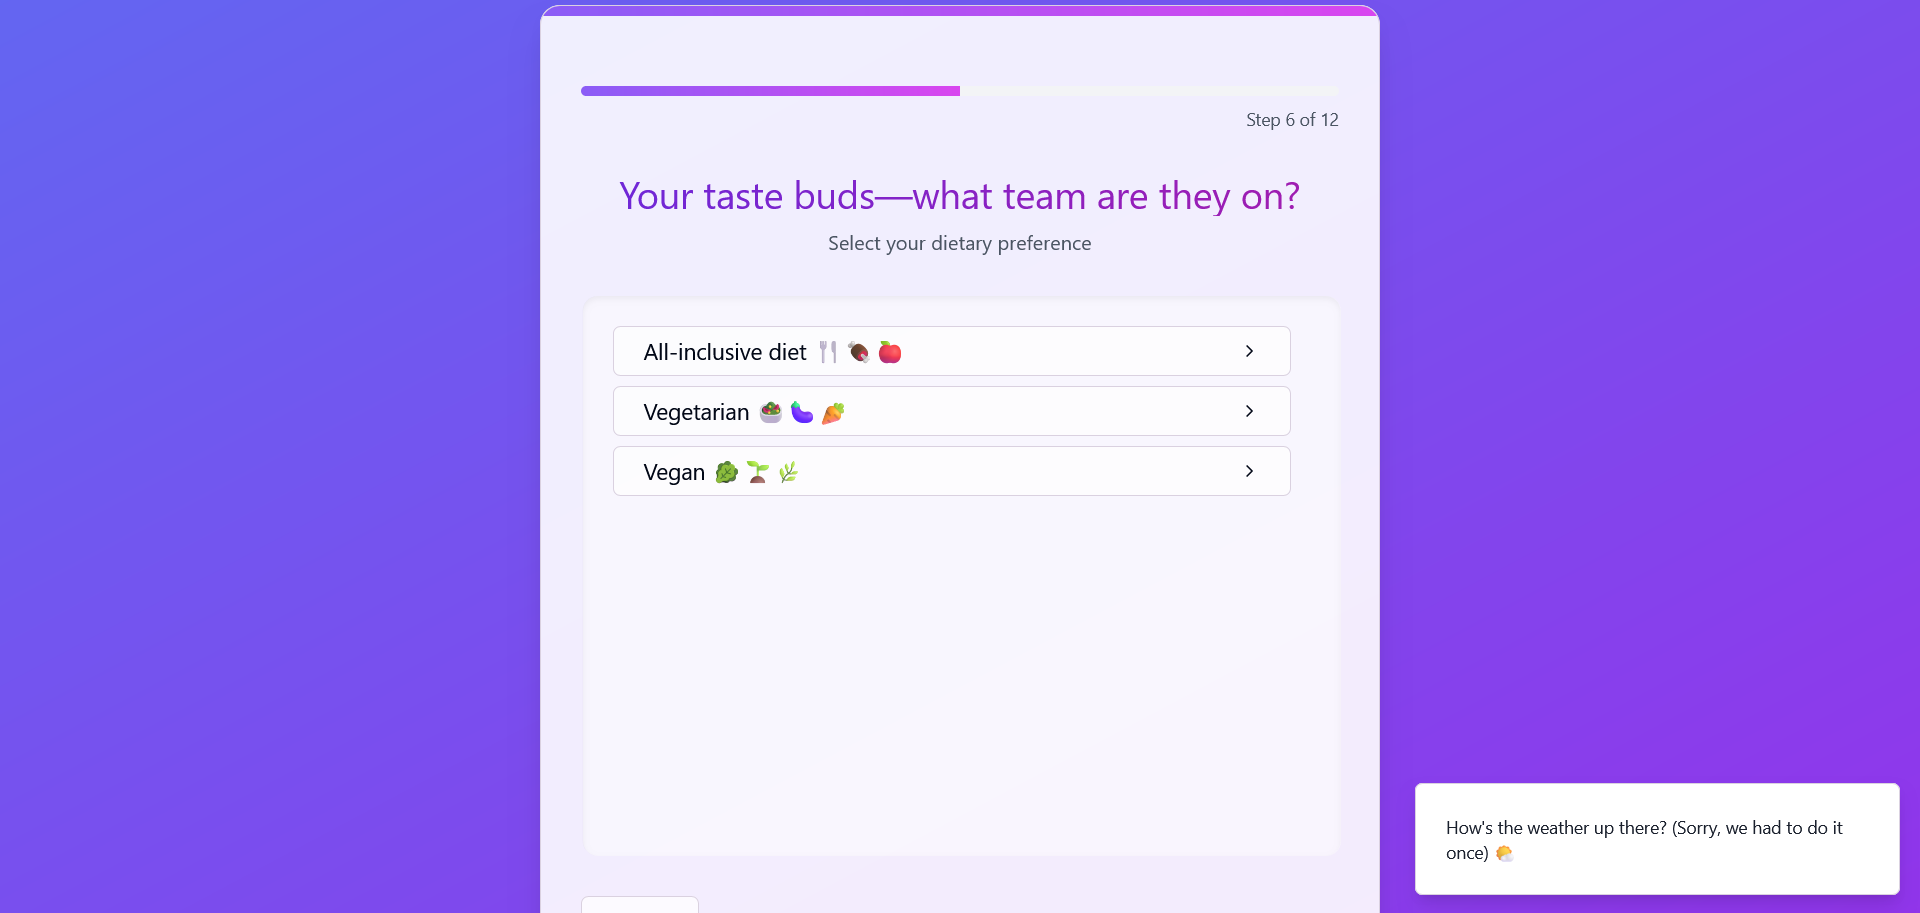 Step 6 of 12
Your taste buds—what team are they on?
Select your dietary preference
All-inclusive diet 🍴 🍖 🍎
Vegetarian 🥗 🍆 🥕
Vegan 🥦 🌱 🌿
How's the weather up there? (Sorry, we had to do it
once) 🌤️